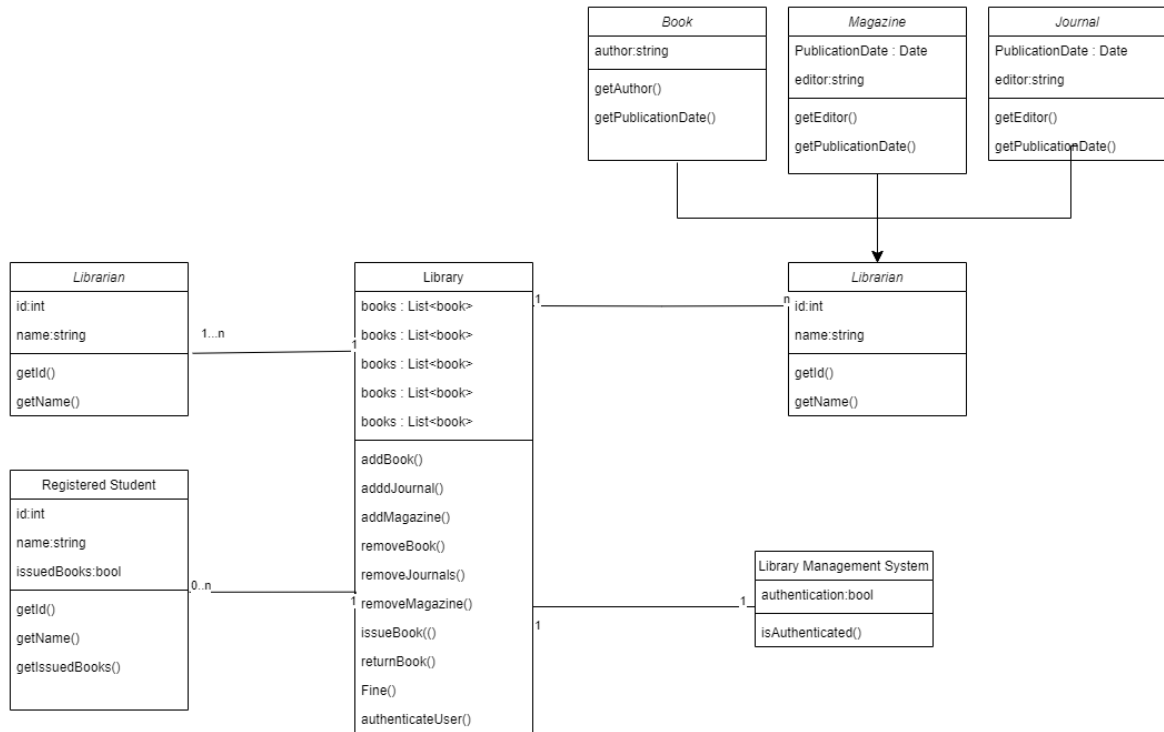 Book
author:string
getAuthor()
getPublicationDate()
Magazine
PublicationDate : Date
editor:string
getEditor()
getPublicationDate()
Journal
PublicationDate : Date
editor:string
getEditor()
getPublicationDate()
Librarian
id:int
name:string
getId()
getName()
1...n
1
Library
books : List<book>
books : List<book>
books : List<book>
books : List<book>
books : List<book>
addBook()
adddJournal()
addMagazine()
removeBook()
removeJournals()
removeMagazine()
issueBook(()
returnBook()
Fine()
authenticateUser()
1
n
Librarian
id:int
name:string
getId()
getName()
Registered Student
id:int
name:string
issuedBooks:bool
getId()
getName()
getIssuedBooks()
0..n
1
1
1
Library Management System
authentication:bool
isAuthenticated()